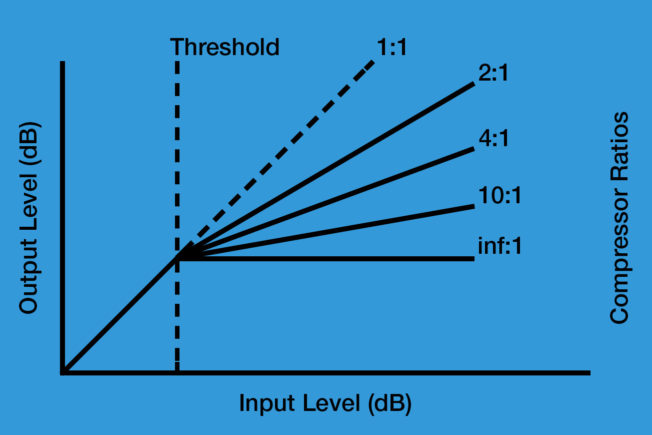 Threshold
1:1
2:1
4:1
10:1
inf:1
Output Level (dB)
Compressor Ratios
Input Level (dB)